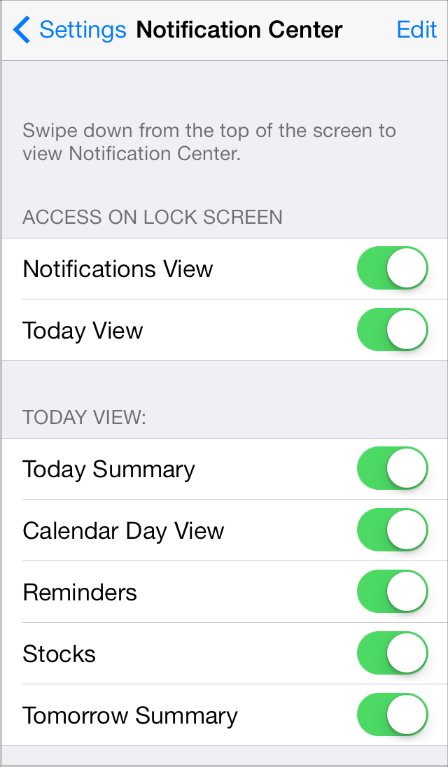 Settings Notification Center Edit
Swipe down from the top of the screen to
view Notification Center.
ACCESS ON LOCK SCREEN
Notifications View
Today View
TODAY VIEW:
Today Summary
Calendar Day View
Reminders
Stocks
Tomorrow Summary